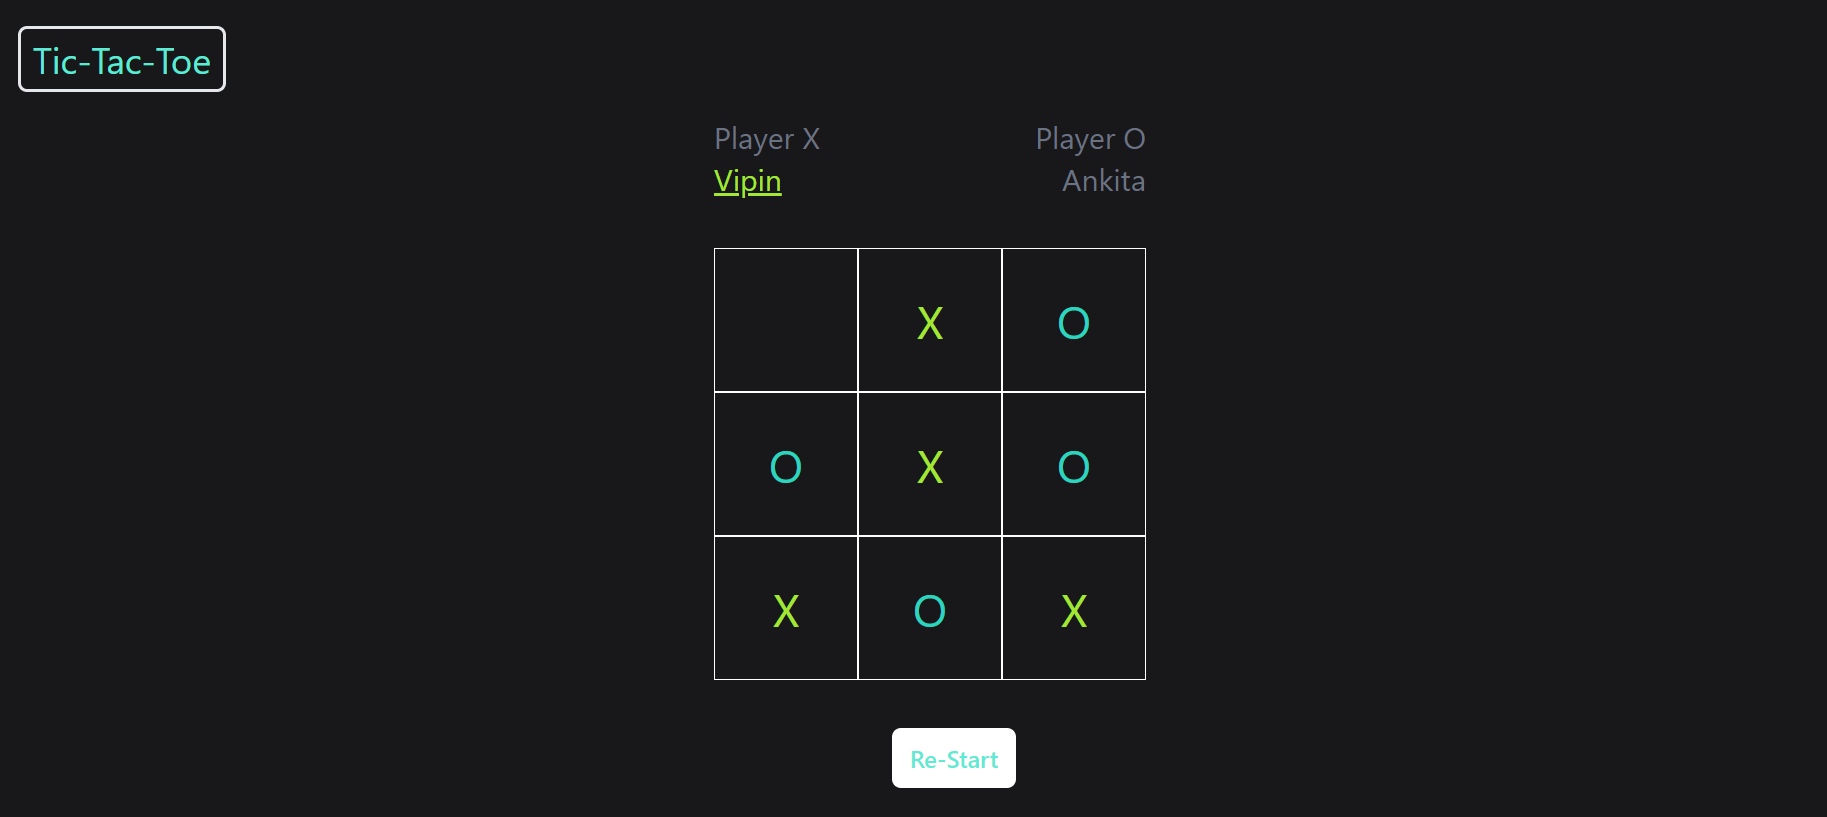 Tic-Tac-Toe
Player X Player O
Vipin Ankita
X O
O X O
X O X
Re-Start